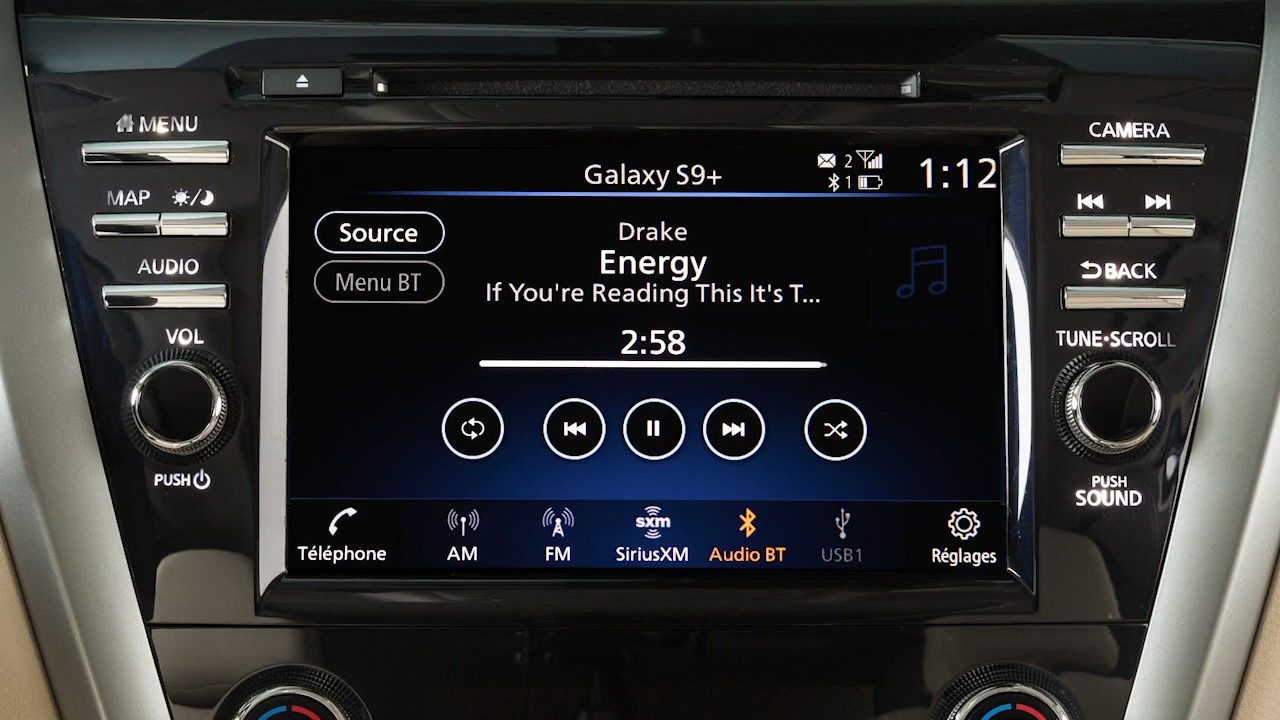 MENU
MAP
AUDIO
VOL
PUSH
Galaxy S9+
2
1
1:12
Source
Menu BT
Drake
Energy
If You're Reading This It's T...
2:58
Téléphone
AM
FM
sxm
SiriusXM
Audio BT
USB1
Réglages
CAMERA
BACK
TUNE•SCROLL
PUSH
SOUND